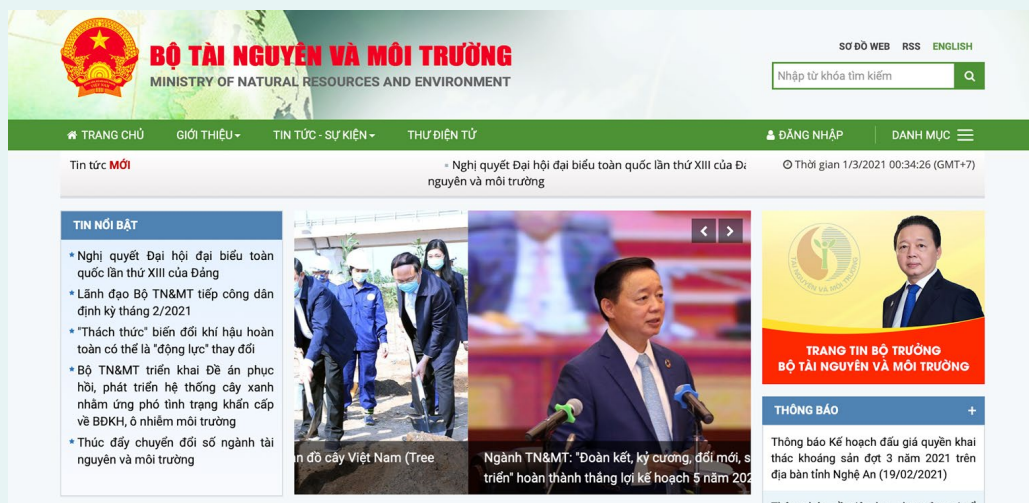 BỘ TÀI NGUYÊN VÀ MÔI TRƯỜNG
MINISTRY OF NATURAL RESOURCES AND ENVIRONMENT
SƠ ĐỒ WEB RSS ENGLISH
Nhập từ khóa tìm kiếm
TRANG CHỦ GIỚI THIỆU TIN TỨC - SỰ KIỆN THƯ ĐIỆN TỬ ĐĂNG NHẬP DANH MỤC
Tin tức MỚI
Nghị quyết Đại hội đại biểu toàn quốc lần thứ XIII của
nguyên và môi trường
Thời gian 1/3/2021 00:34:26 (GMT+7)
TIN NỔI BẬT
* Nghị quyết Đại hội đại biểu toàn
quốc lần thứ XIII của Đảng
* Lãnh đạo Bộ TN&MT tiếp công dân
định kỳ tháng 2/2021
* "Thách thức" biến đổi khí hậu hoàn
toàn có thể là "động lực" thay đổi
* Bộ TN&MT triển khai Đề án phục
hồi, phát triển hệ thống cây xanh
nhằm ứng phó tình trạng khẩn cấp
về BĐKH, ô nhiễm môi trường
* Thúc đẩy chuyển đổi số ngành tài
nguyên và môi trường
n đồ cây Việt Nam (Tree
Ngành TN&MT: "Đoàn kết, kỷ cương, đổi mới, s
triển" hoàn thành thắng lợi kế hoạch 5 năm 202
TÀI NGUYÊN VÀ MÔI TRƯỜNG
TRANG TIN BỘ TRƯỞNG
BỘ TÀI NGUYÊN VÀ MÔI TRƯỜNG
THÔNG BÁO +
Thông báo Kế hoạch đấu giá quyền khai
thác khoáng sản đợt 3 năm 2021 trên
địa bàn tỉnh Nghệ An (19/02/2021)